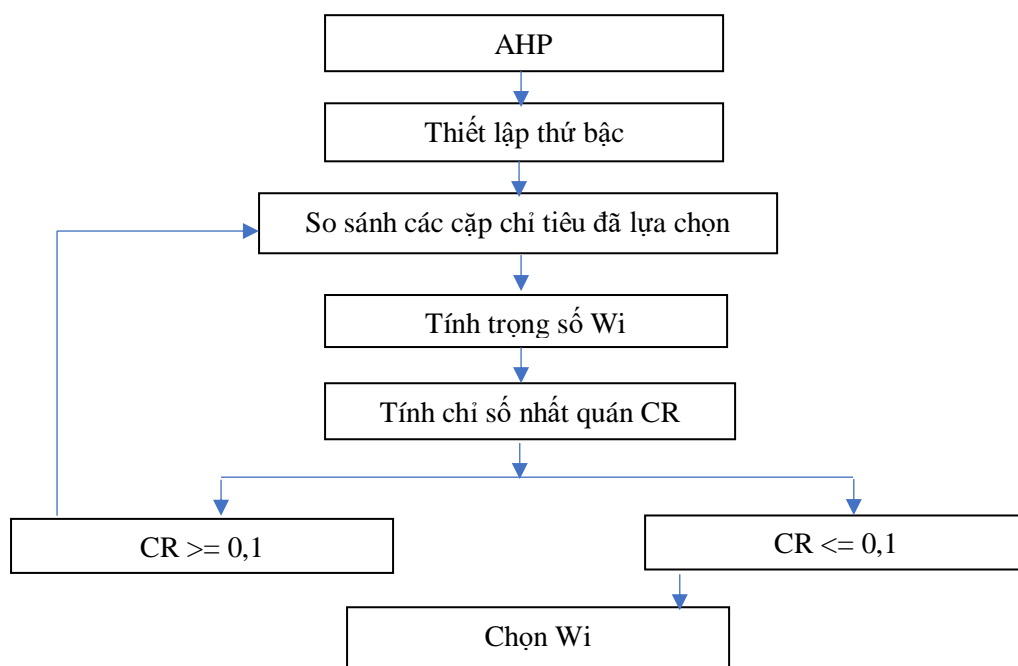 AHP
Thiết lập thứ bậc
So sánh các cặp chỉ tiêu đã lựa chọn
Tính trọng số Wi
Tính chỉ số nhất quán CR
CR >= 0,1
CR <= 0,1
Chọn Wi